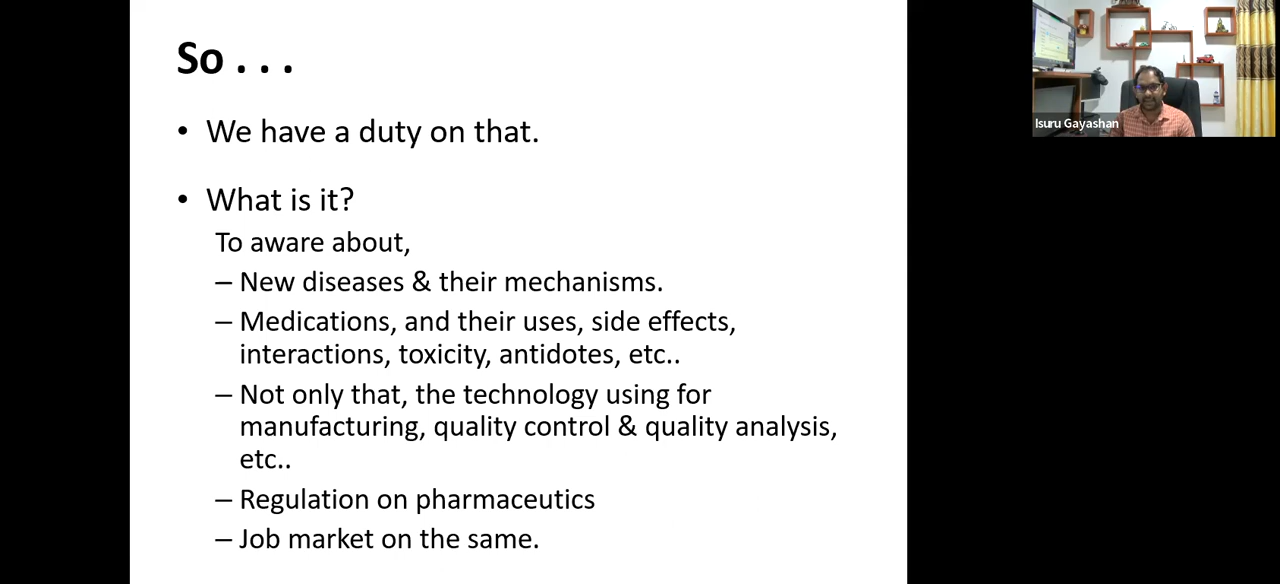 So . . .
• We have a duty on that.
• What is it?
To aware about,
– New diseases & their mechanisms.
– Medications, and their uses, side effects,
interactions, toxicity, antidotes, etc..
– Not only that, the technology using for
manufacturing, quality control & quality analysis,
etc..
– Regulation on pharmaceutics
– Job market on the same.
Isuru Gayashan